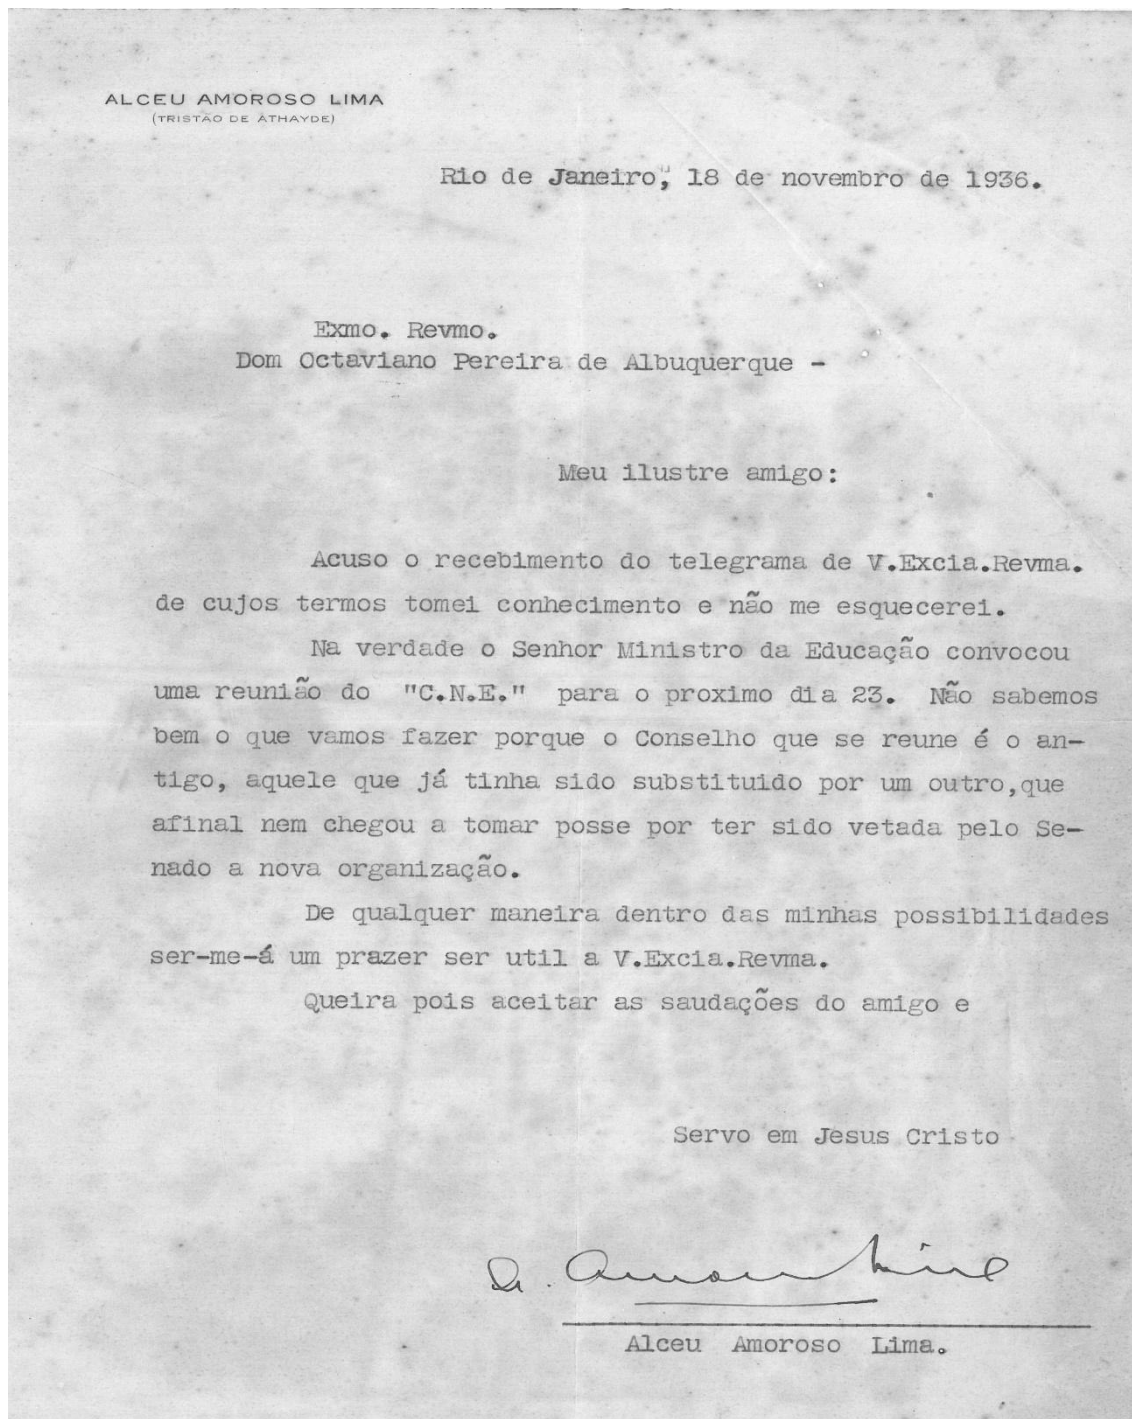 ALCEU AMOROSO LIMA
(TRISTÃO DE ATHAYDE)
Rio de Janeiro, 18 de novembro de 1936.
Exmo. Revmo.
Dom Octaviano Pereira de Albuquerque -
Meu ilustre amigo:
Acuso o recebimento do telegrama de V.Excia.Revma.
de cujos termos tomei conhecimento e não me esquecerei.
Na verdade o Senhor Ministro da Educação convocou
uma reunião do "C.N.E." para o proximo dia 23. Não sabemos
bem o que vamos fazer porque o Conselho que se reune é o an-
tigo, aquele que já tinha sido substituido por um outro,que
afinal nem chegou a tomar posse por ter sido vetada pelo Se-
nado a nova organização.
De qualquer maneira dentro das minhas possibilidades
ser-me-á um prazer ser util a V.Excia.Revma.
Queira pois aceitar as saudações do amigo e
Servo em Jesus Cristo
A. Amoroso Lima
Alceu Amoroso Lima.